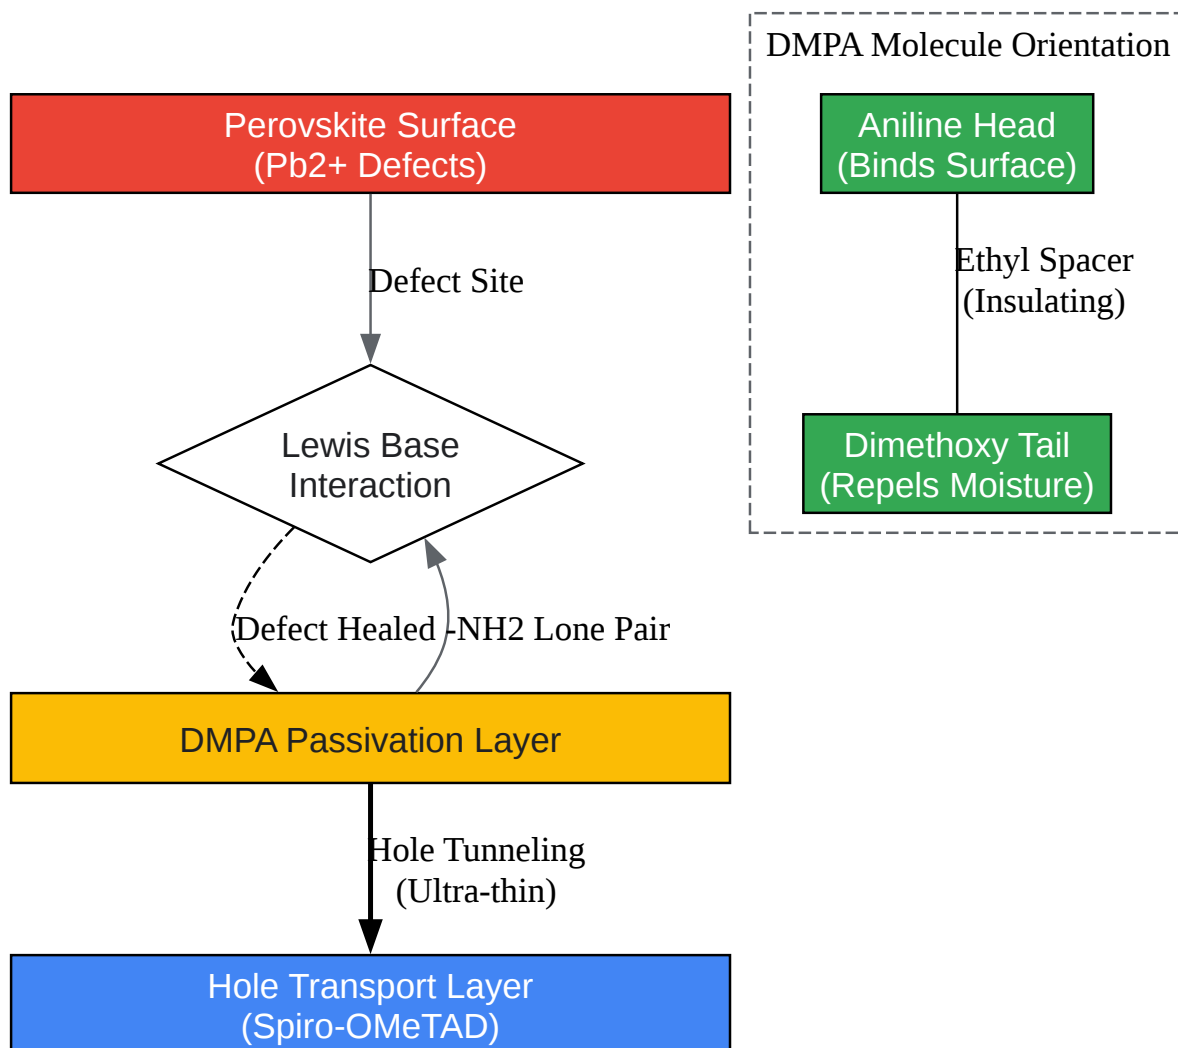 DMPA Molecule Orientation
Perovskite Surface
(Pb2+ Defects)
Aniline Head
(Binds Surface)
Defect Site
Ethyl Spacer
(Insulating)
Lewis Base
Interaction
Dimethoxy Tail
(Repels Moisture)
Defect Healed
-NH2 Lone Pair
DMPA Passivation Layer
Hole Tunneling
(Ultra-thin)
Hole Transport Layer
(Spiro-OMeTAD)